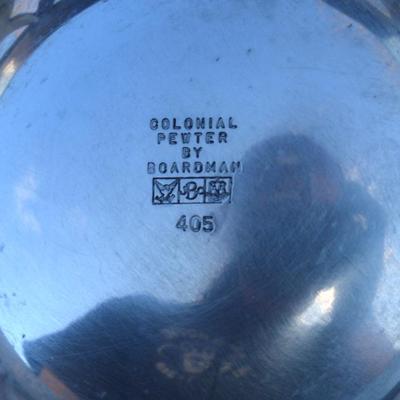 COLONIAL
PEWTER
BY
BOARDMAN
B
405